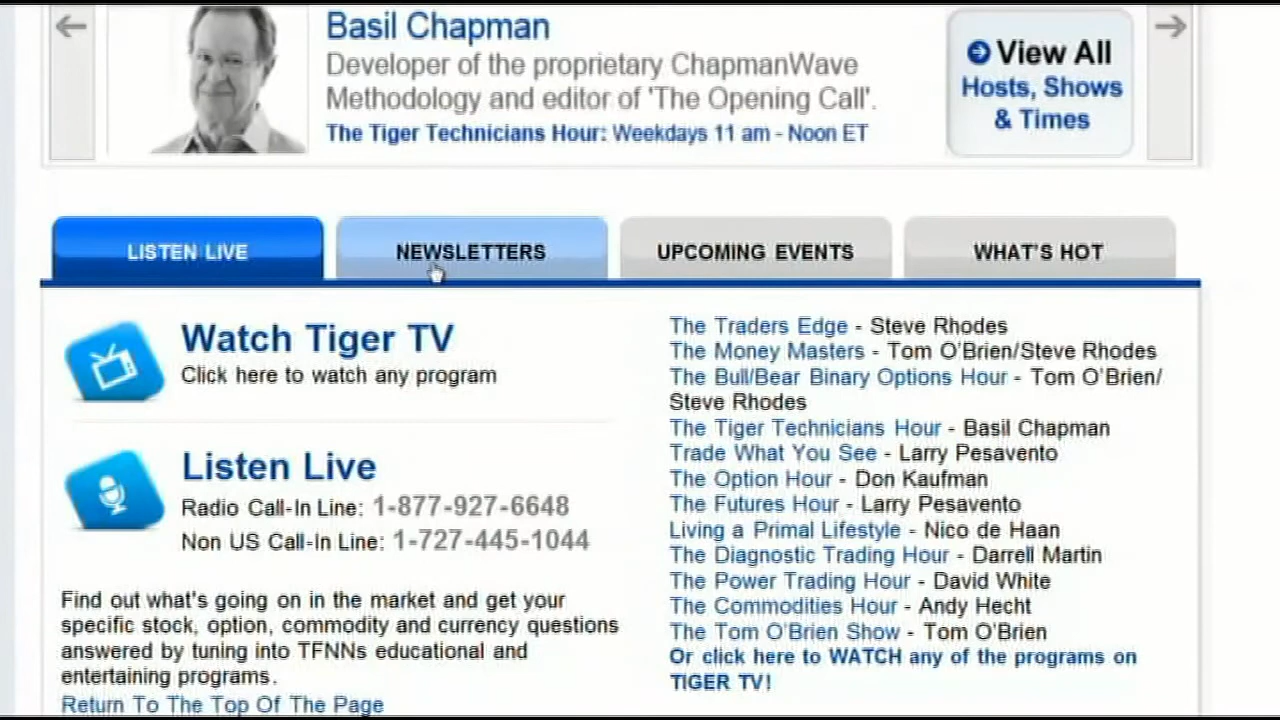 Basil Chapman
Developer of the proprietary ChapmanWave
Methodology and editor of 'The Opening Call'.
The Tiger Technicians Hour: Weekdays 11 am - Noon ET
View All
Hosts, Shows
& Times
LISTEN LIVE
NEWSLETTERS
UPCOMING EVENTS
WHAT'S HOT
Watch Tiger TV
Click here to watch any program
Listen Live
Radio Call-In Line: 1-877-927-6648
Non US Call-In Line: 1-727-445-1044
Find out what's going on in the market and get your
specific stock, option, commodity and currency questions
answered by tuning into TFNNs educational and
entertaining programs.
Return To The Top Of The Page
The Traders Edge - Steve Rhodes
The Money Masters - Tom O'Brien/Steve Rhodes
The Bull/Bear Binary Options Hour - Tom O'Brien/
Steve Rhodes
The Tiger Technicians Hour - Basil Chapman
Trade What You See - Larry Pesavento
The Option Hour - Don Kaufman
The Futures Hour - Larry Pesavento
Living a Primal Lifestyle - Nico de Haan
The Diagnostic Trading Hour - Darrell Martin
The Power Trading Hour - David White
The Commodities Hour - Andy Hecht
The Tom O'Brien Show - Tom O'Brien
Or click here to WATCH any of the programs on
TIGER TV!